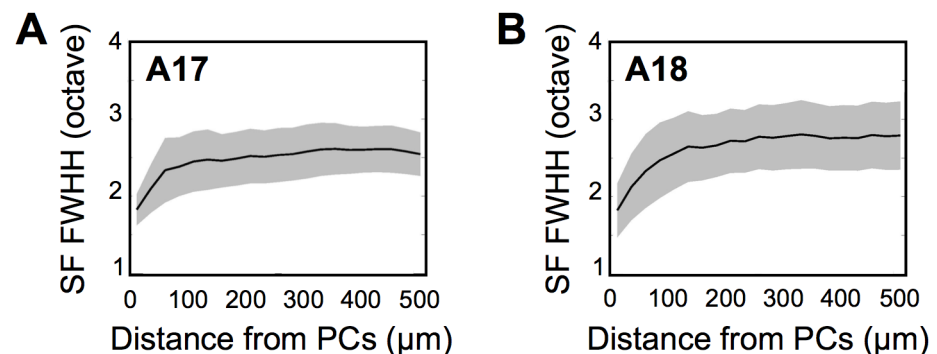 A
A17
SF FWHH (octave)
4
3
2
1
0 100 200 300 400 500
Distance from PCs (μm)
B
A18
SF FWHH (octave)
4
3
2
1
0 100 200 300 400 500
Distance from PCs (μm)